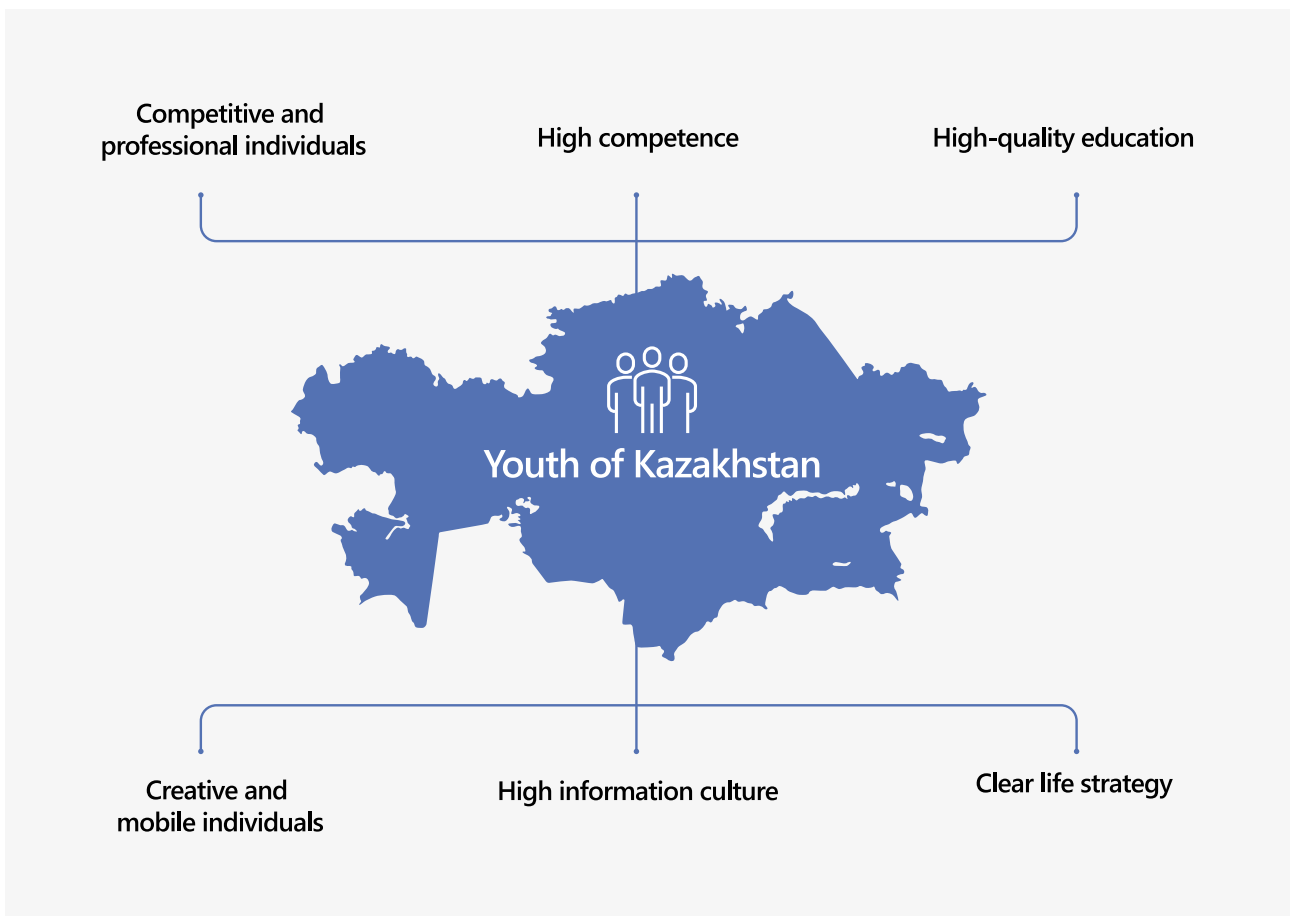 Competitive and
professional individuals
High competence
High-quality education
Youth of Kazakhstan
Creative and
mobile individuals
High information culture
Clear life strategy